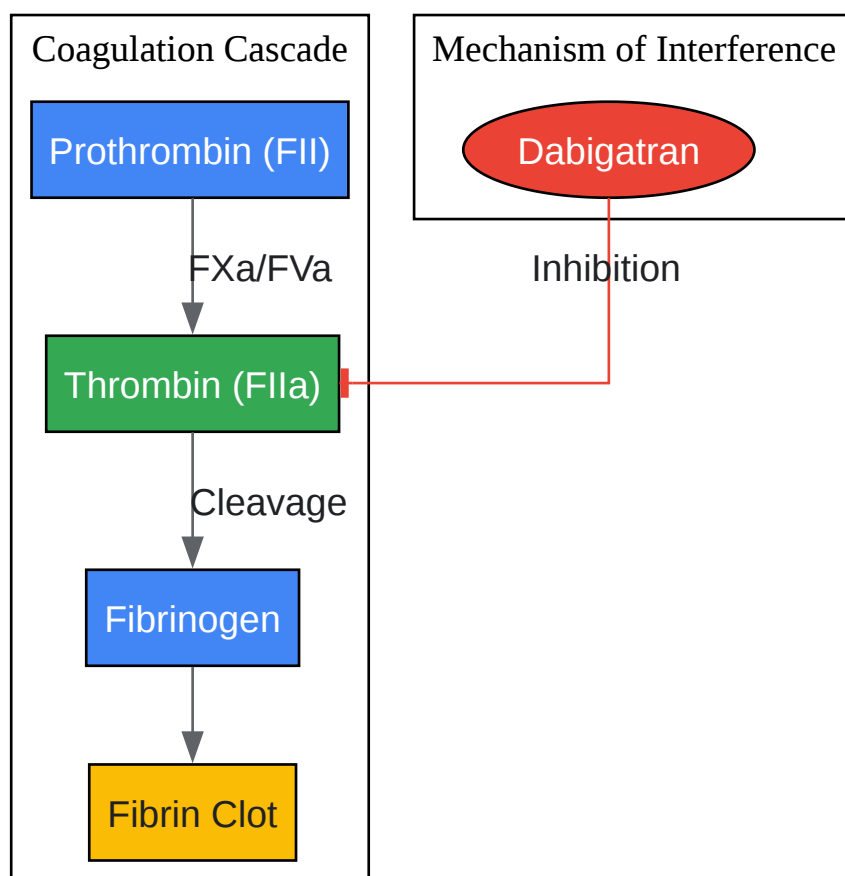 Coagulation Cascade
Prothrombin (FII)
FXa/FVa
Thrombin (FIIa)
Cleavage
Fibrinogen
Fibrin Clot
Mechanism of Interference
Dabigatran
Inhibition